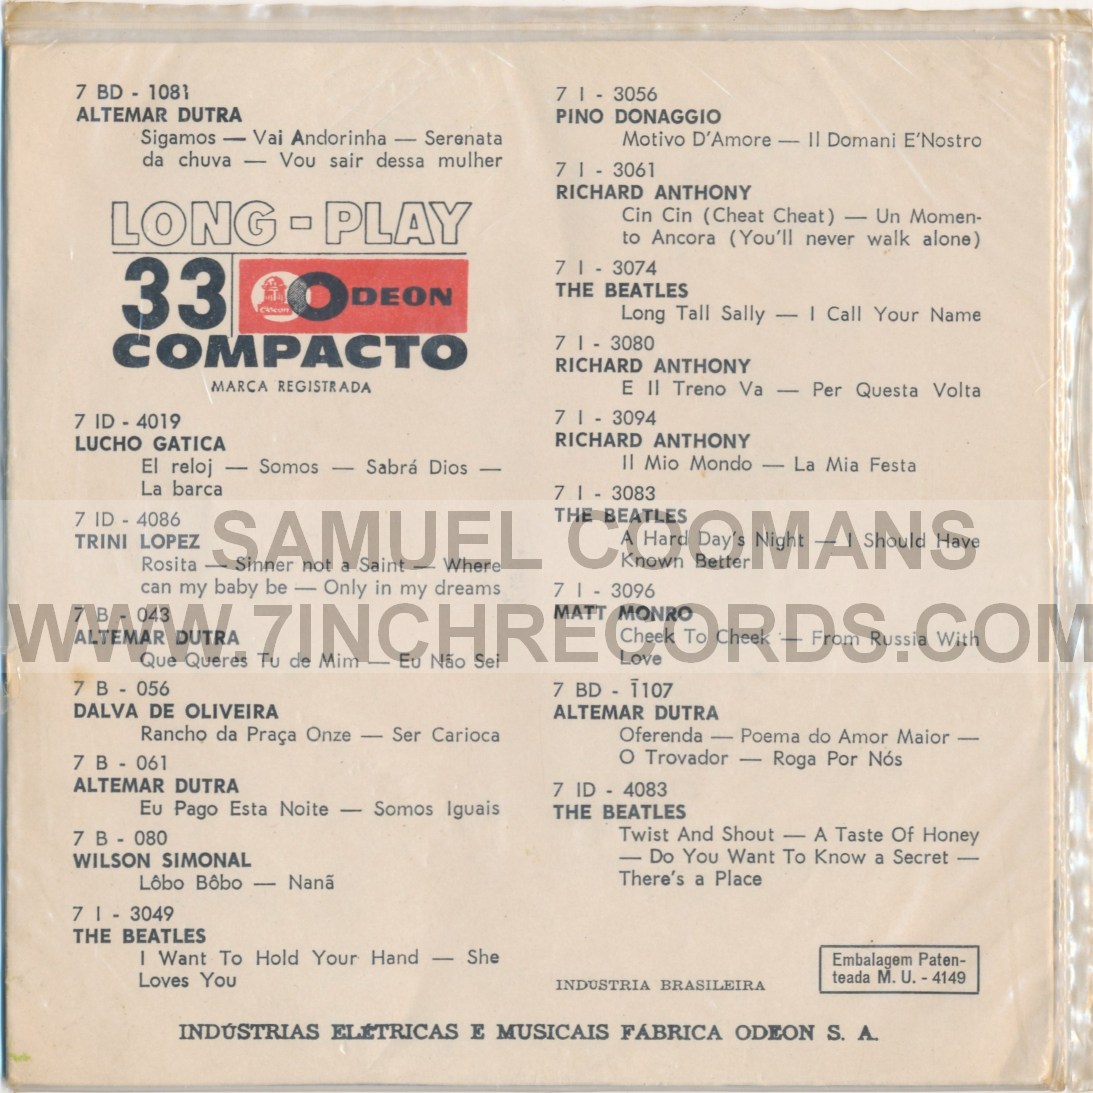 7 BD - 1081
ALTEMAR DUTRA
Sigamos — Vai Andorinha — Serenata
da chuva — Vou sair dessa mulher
LONG - PLAY
33 ODEON
COMPACTO
MARCA REGISTRADA
7 ID - 4019
LUCHO GATICA
El reloj — Somos — Sabrá Dios —
La barca
7 ID - 4086
TRINI LOPEZ
Rosita — Sinner not a Saint — Where
can my baby be — Only in my dreams
7 B - 043
ALTEMAR DUTRA
Que Queres Tu de Mim — Eu Não Sei
7 B - 056
DALVA DE OLIVEIRA
Rancho da Praça Onze — Ser Carioca
7 B - 061
ALTEMAR DUTRA
Eu Pago Esta Noite — Somos Iguais
7 B - 080
WILSON SIMONAL
Lôbo Bôbo — Nanã
7 I - 3049
THE BEATLES
I Want To Hold Your Hand — She
Loves You
7 I - 3056
PINO DONAGGIO
Motivo D'Amore — Il Domani E'Nostro
7 I - 3061
RICHARD ANTHONY
Cin Cin (Cheat Cheat) — Un Momen-
to Ancora (You'll never walk alone)
7 I - 3074
THE BEATLES
Long Tall Sally — I Call Your Name
7 I - 3080
RICHARD ANTHONY
E Il Treno Va — Per Questa Volta
7 I - 3094
RICHARD ANTHONY
Il Mio Mondo — La Mia Festa
7 I - 3083
THE BEATLES
A Hard Day's Night — I Should Have
Known Better
7 I - 3096
MATT MONRO
Cheek To Cheek — From Russia With
Love
7 BD - 1107
ALTEMAR DUTRA
Oferenda — Poema do Amor Maior —
O Trovador — Roga Por Nós
7 ID - 4083
THE BEATLES
Twist And Shout — A Taste Of Honey
— Do You Want To Know a Secret —
There's a Place
INDÚSTRIA BRASILEIRA
Embalagem Paten-
teada M. U. - 4149
INDÚSTRIAS ELÉTRICAS E MUSICAIS FÁBRICA ODEON S. A.
SAMUEL COOMANS
WWW.7INCHRECORDS.COM